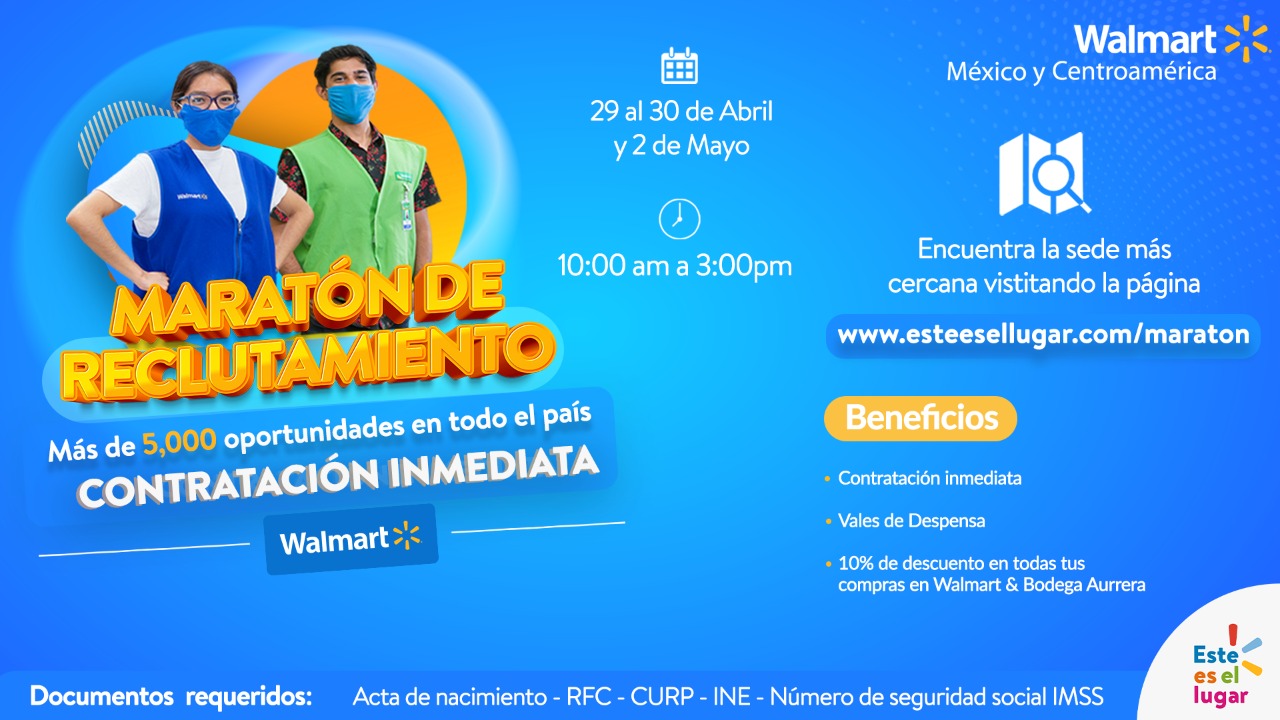 Walmart
México y Centroamérica
29 al 30 de Abril
y 2 de Mayo
10:00 am a 3:00pm
Encuentra la sede más
cercana vistitando la página
www.esteesellugar.com/maraton
Walmart
MARATÓN DE
RECLUTAMIENTO
Más de 5,000 oportunidades en todo el país
CONTRATACIÓN INMEDIATA
Walmart
Beneficios
• Contratación inmediata
• Vales de Despensa
• 10% de descuento en todas tus
compras en Walmart & Bodega Aurrera
Este
es el
lugar
Documentos requeridos: Acta de nacimiento - RFC - CURP - INE - Número de seguridad social IMSS